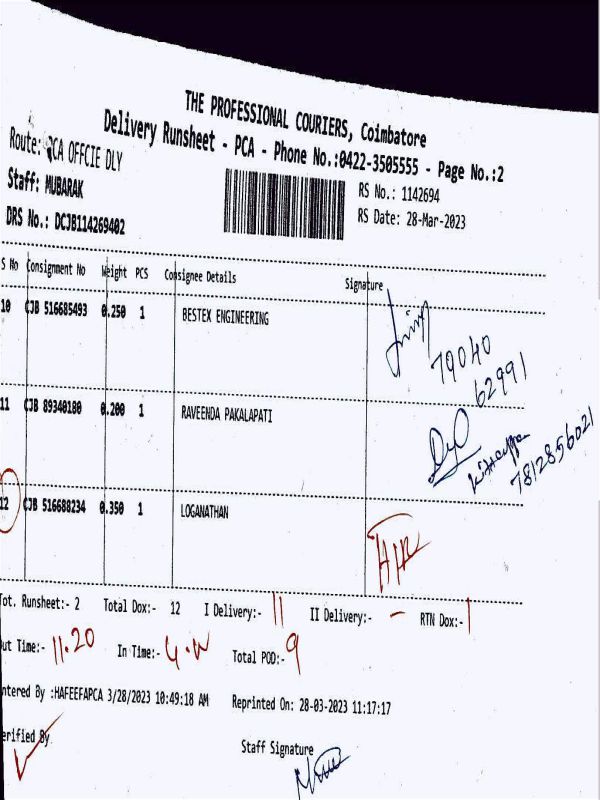 THE PROFESSIONAL COURIERS, Coimbatore
Delivery Runsheet - PCA - Phone No.:0422-3505555 - Page No.:2
Route: PCA OFFCIE DLY
Staff: MUBARAK
RS No.: 1142694
DRS No.: DCJB114269402
RS Date: 28-Mar-2023
S No Consignment No Weight PCS Consignee Details Signature
10 CJB 516685493 0.250 1 BESTEX ENGINEERING
79040
62991
11 CJB 89340180 0.200 1 RAVEENDA PAKALAPATI
7812856021
12 CJB 516688234 0.350 1 LOGANATHAN
Tot. Runsheet:- 2 Total Dox:- 12 I Delivery:- 11 II Delivery:- - RTN Dox:- 1
ut Time:- 11.20 In Time:- Total POD:- 9
ntered By :HAFEEFAPCA 3/28/2023 10:49:18 AM Reprinted On: 28-03-2023 11:17:17
erified By Staff Signature